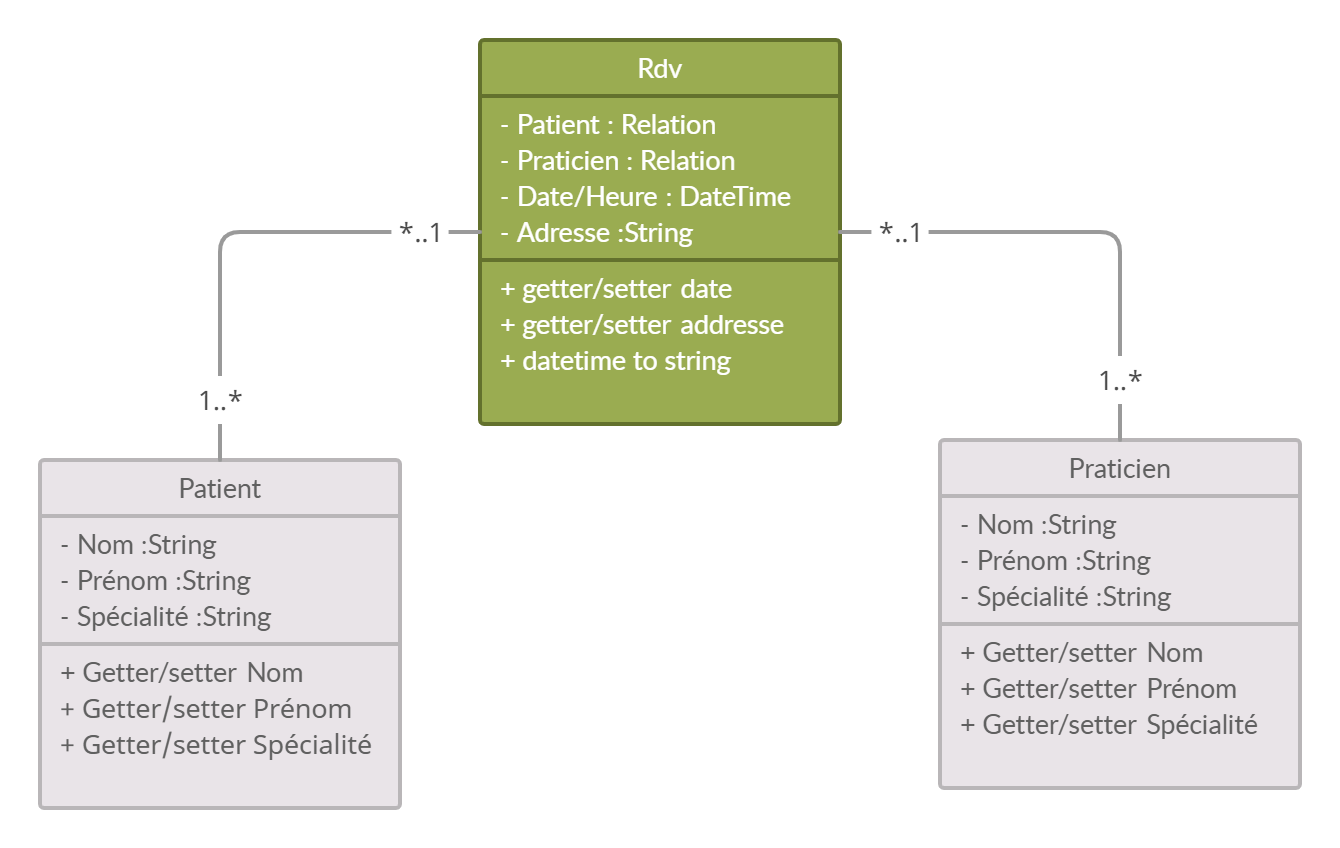 Rdv
- Patient : Relation
- Praticien : Relation
- Date/Heure : DateTime
- Adresse :String
+ getter/setter date
+ getter/setter addresse
+ datetime to string
*..1
*..1
1..*
1..*
Patient
- Nom :String
- Prénom :String
- Spécialité :String
+ Getter/setter Nom
+ Getter/setter Prénom
+ Getter/setter Spécialité
Praticien
- Nom :String
- Prénom :String
- Spécialité :String
+ Getter/setter Nom
+ Getter/setter Prénom
+ Getter/setter Spécialité